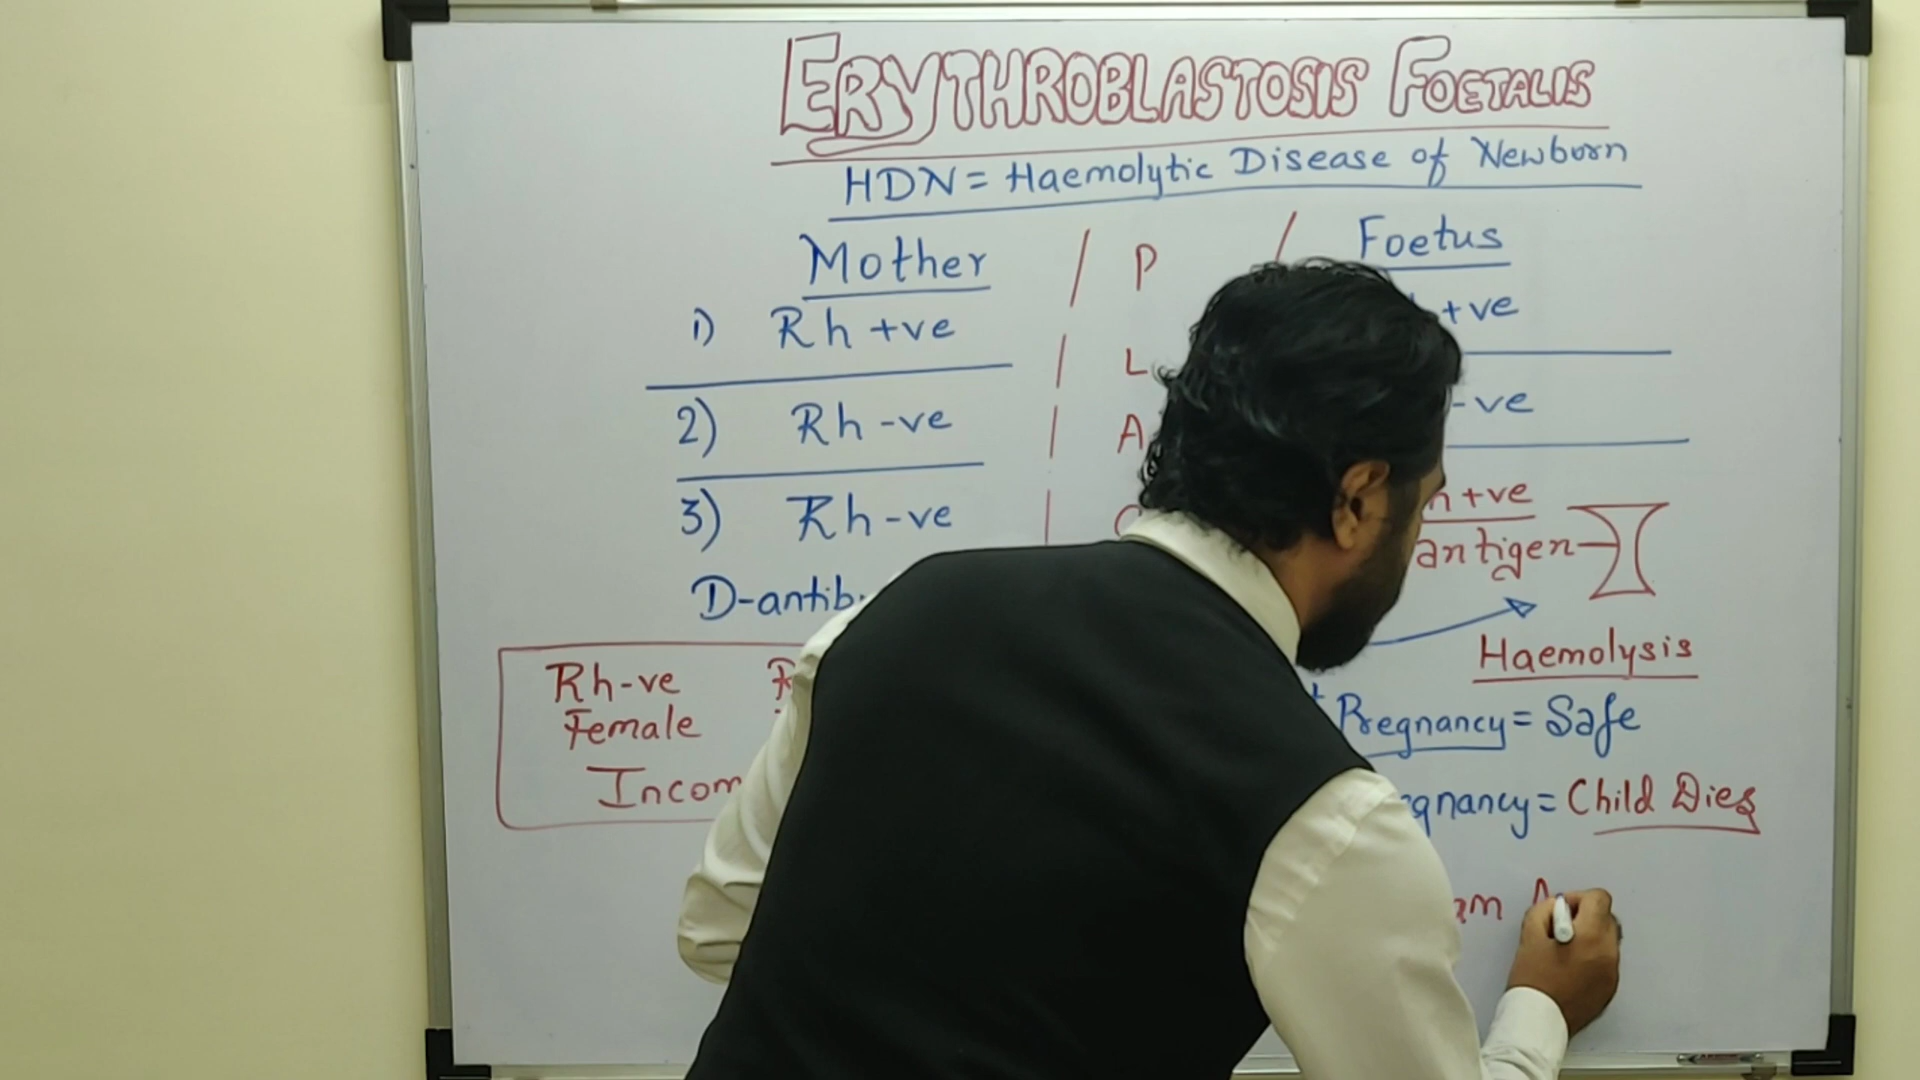 ERYTHROBLASTOSIS FOETALIS
HDN = Haemolytic Disease of Newborn
Mother / P / Foetus
1) Rh +ve +ve
L
2) Rh -ve -ve
A
3) Rh -ve +ve
antigen
D-antib
Haemolysis
Rh-ve
Female
Incom
Pregnancy = Safe
gnancy = Child Dies